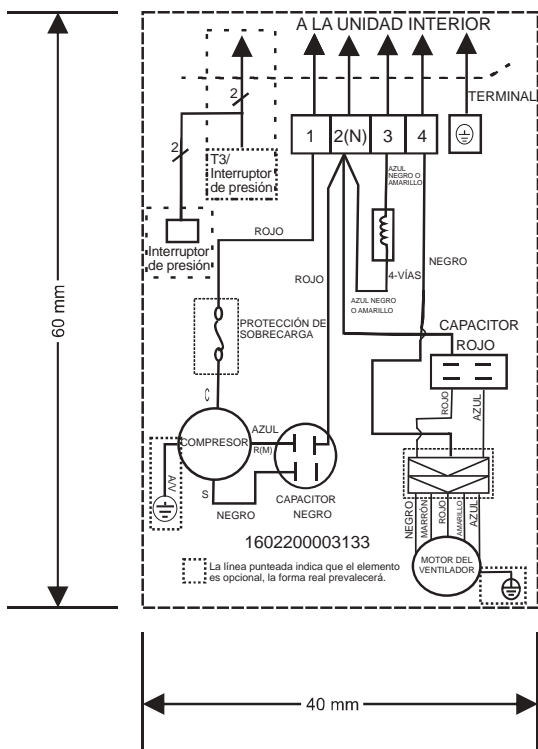 A LA UNIDAD INTERIOR
2
2
TERMINAL
1
2(N)
3
4
T3/
Interruptor
de presión
AZUL
NEGRO O
AMARILLO
Interruptor
de presión
ROJO
ROJO
4-VÍAS
NEGRO
AZUL NEGRO
O AMARILLO
60 mm
PROTECCIÓN DE
SOBRECARGA
CAPACITOR
ROJO
C
ROJO
AZUL
COMPRESOR
AZUL
R(M)
A/V
S
NEGRO
CAPACITOR
NEGRO
NEGRO
MARRÓN
ROJO
AMARILLO
AZUL
1602200003133
La línea punteada indica que el elemento
es opcional, la forma real prevalecerá.
MOTOR DEL
VENTILADOR
40 mm